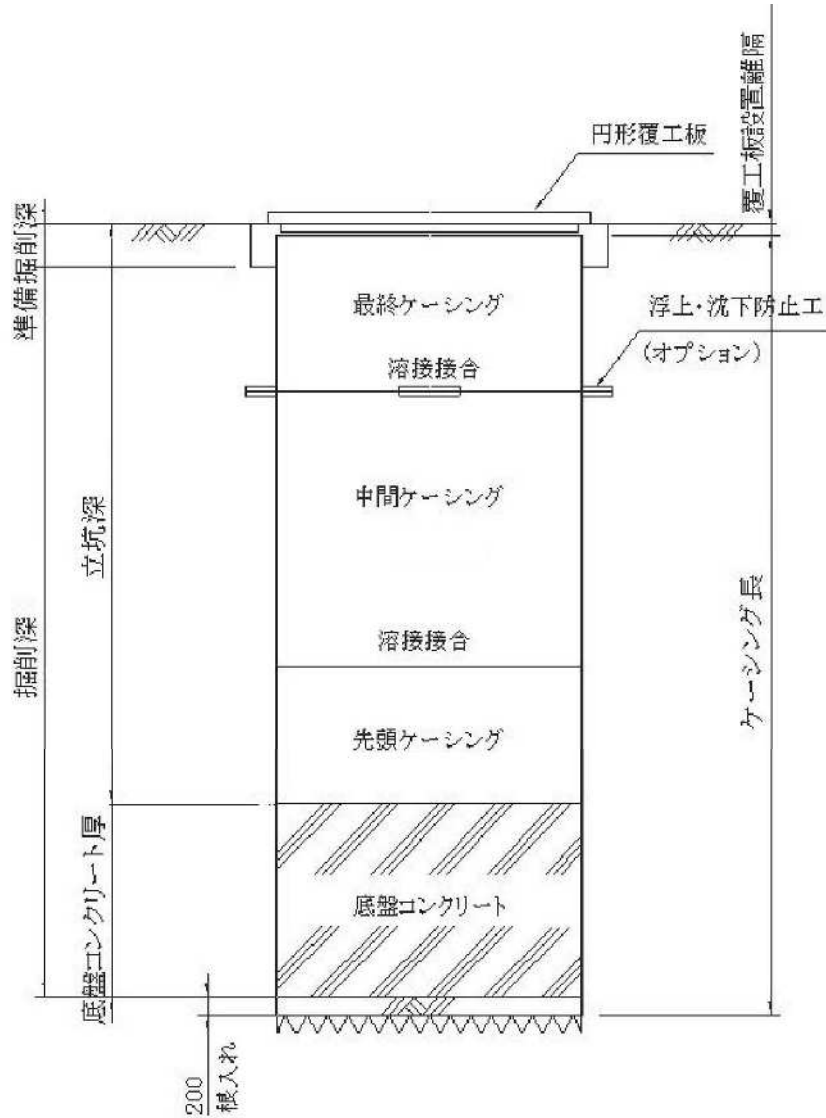 覆工板設置離隔
円形覆工板
準備掘削深
最終ケーシング
浮上・沈下防止工
(オプション)
溶接接合
中間ケーシング
立坑深
掘削深
ケーシング長
溶接接合
先頭ケーシング
底盤コンクリート厚
底盤コンクリート
200
根入れ